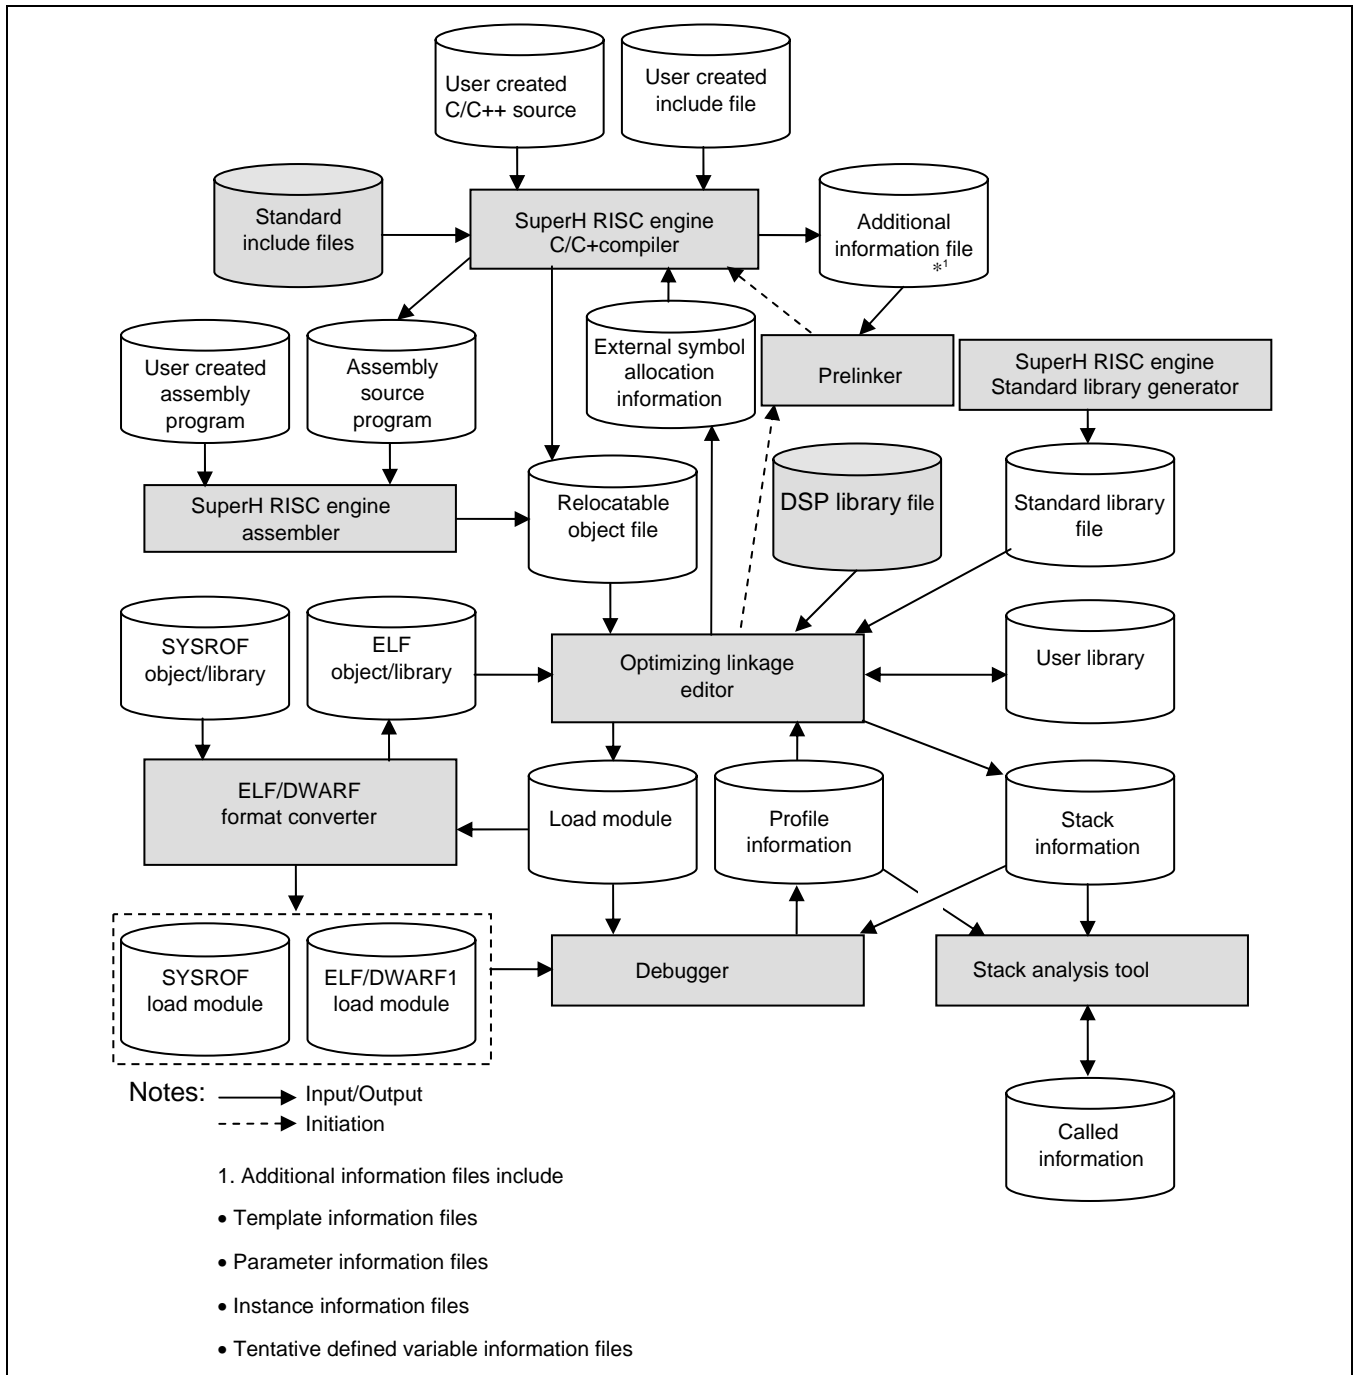 User created
C/C++ source
User created
include file
Standard
include files
SuperH RISC engine
C/C+compiler
Additional
information file
*1
User created
assembly
program
Assembly
source
program
External symbol
allocation
information
Prelinker
SuperH RISC engine
Standard library generator
SuperH RISC engine
assembler
Relocatable
object file
DSP library file
Standard library
file
SYSROF
object/library
ELF
object/library
Optimizing linkage
editor
User library
ELF/DWARF
format converter
Load module
Profile
information
Stack
information
SYSROF
load module
ELF/DWARF1
load module
Debugger
Stack analysis tool
Called
information
Notes:
Input/Output
Initiation
1. Additional information files include
• Template information files
• Parameter information files
• Instance information files
• Tentative defined variable information files